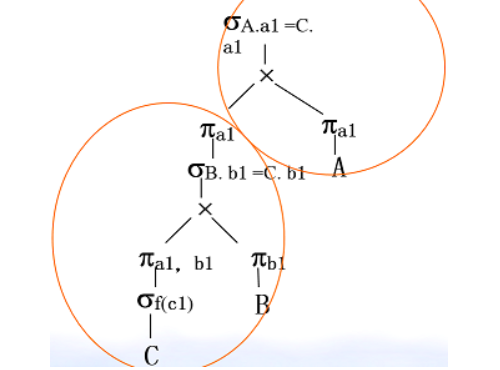 σA.a1 =C.
a1
×
πa1 πa1
σB. b1 =C. b1 A
×
πa1, b1 πb1
σf(c1) B
C